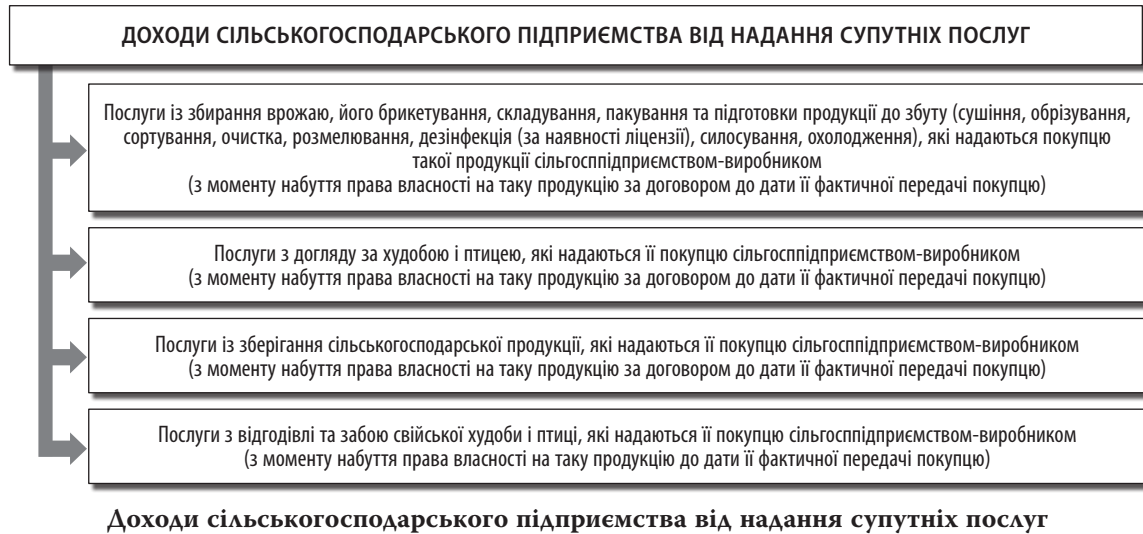 ДОХОДИ СІЛЬСЬКОГОСПОДАРСЬКОГО ПІДПРИЄМСТВА ВІД НАДАННЯ СУПУТНІХ ПОСЛУГ
Послуги із збирання врожаю, його брикетування, складування, пакування та підготовки продукції до збуту (сушіння, обрізування,
сортування, очистка, розмелювання, дезінфекція (за наявності ліцензії), силосування, охолодження), які надаються покупцю
такої продукції сільгосппідприємством-виробником
(з моменту набуття права власності на таку продукцію за договором до дати її фактичної передачі покупцю)
Послуги з догляду за худобою і птицею, які надаються її покупцю сільгосппідприємством-виробником
(з моменту набуття права власності на таку продукцію за договором до дати її фактичної передачі покупцю)
Послуги із зберігання сільськогосподарської продукції, які надаються її покупцю сільгосппідприємством-виробником
(з моменту набуття права власності на таку продукцію за договором до дати її фактичної передачі покупцю)
Послуги з відгодівлі та забою свійської худоби і птиці, які надаються її покупцю сільгосппідприємством-виробником
(з моменту набуття права власності на таку продукцію до дати її фактичної передачі покупцю)
Доходи сільськогосподарського підприємства від надання супутніх послуг